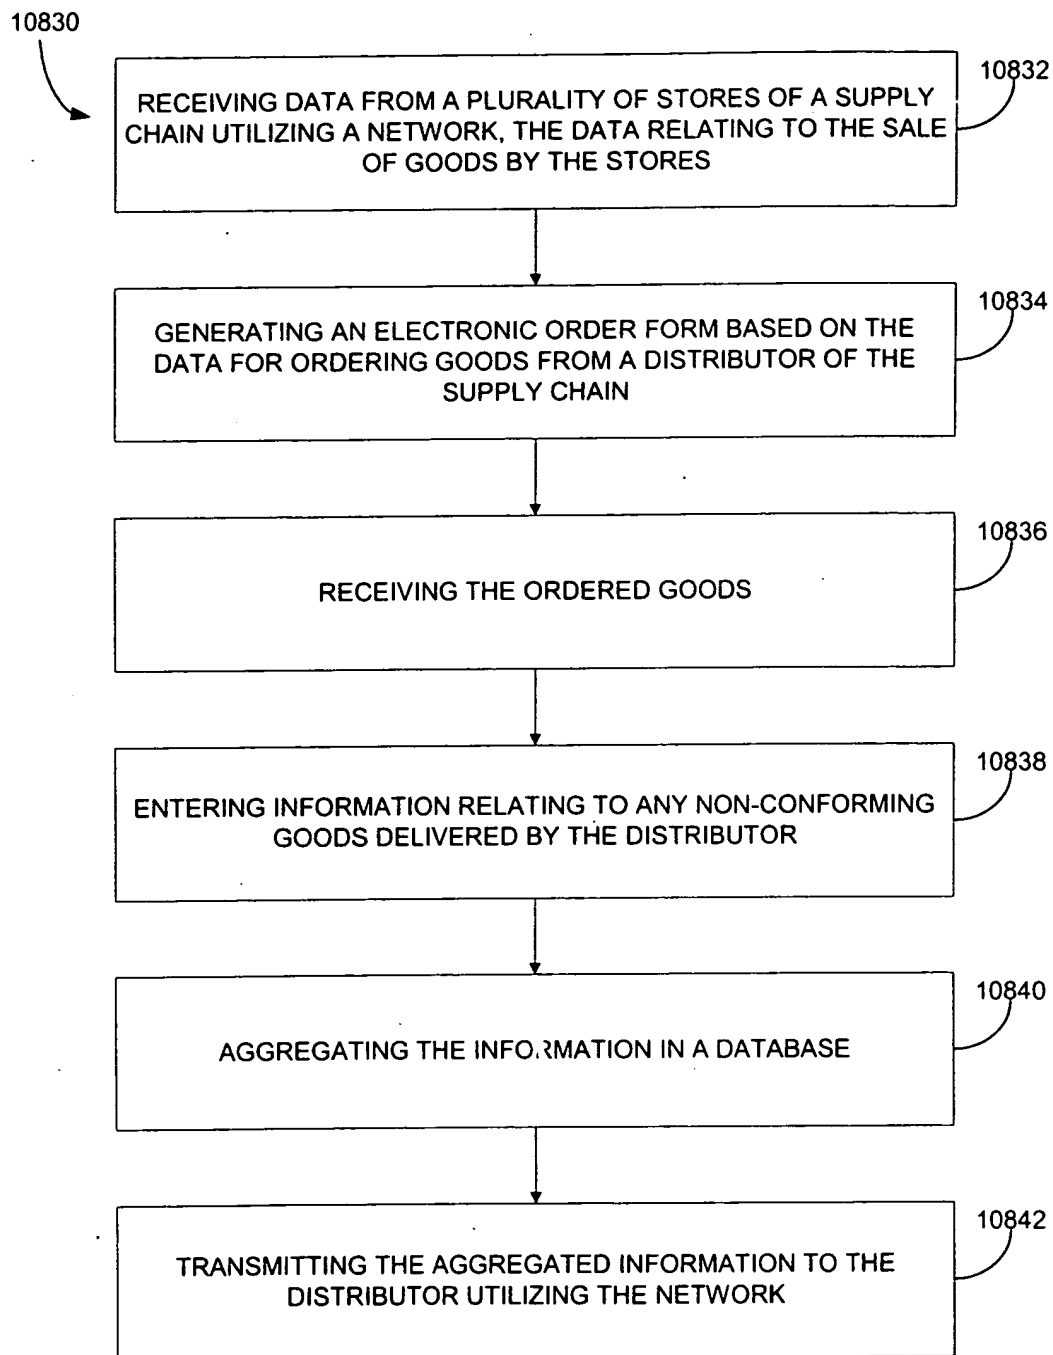 10830
10832
RECEIVING DATA FROM A PLURALITY OF STORES OF A SUPPLY
CHAIN UTILIZING A NETWORK, THE DATA RELATING TO THE SALE
OF GOODS BY THE STORES
10834
GENERATING AN ELECTRONIC ORDER FORM BASED ON THE
DATA FOR ORDERING GOODS FROM A DISTRIBUTOR OF THE
SUPPLY CHAIN
10836
RECEIVING THE ORDERED GOODS
10838
ENTERING INFORMATION RELATING TO ANY NON-CONFORMING
GOODS DELIVERED BY THE DISTRIBUTOR
10840
AGGREGATING THE INFORMATION IN A DATABASE
10842
TRANSMITTING THE AGGREGATED INFORMATION TO THE
DISTRIBUTOR UTILIZING THE NETWORK